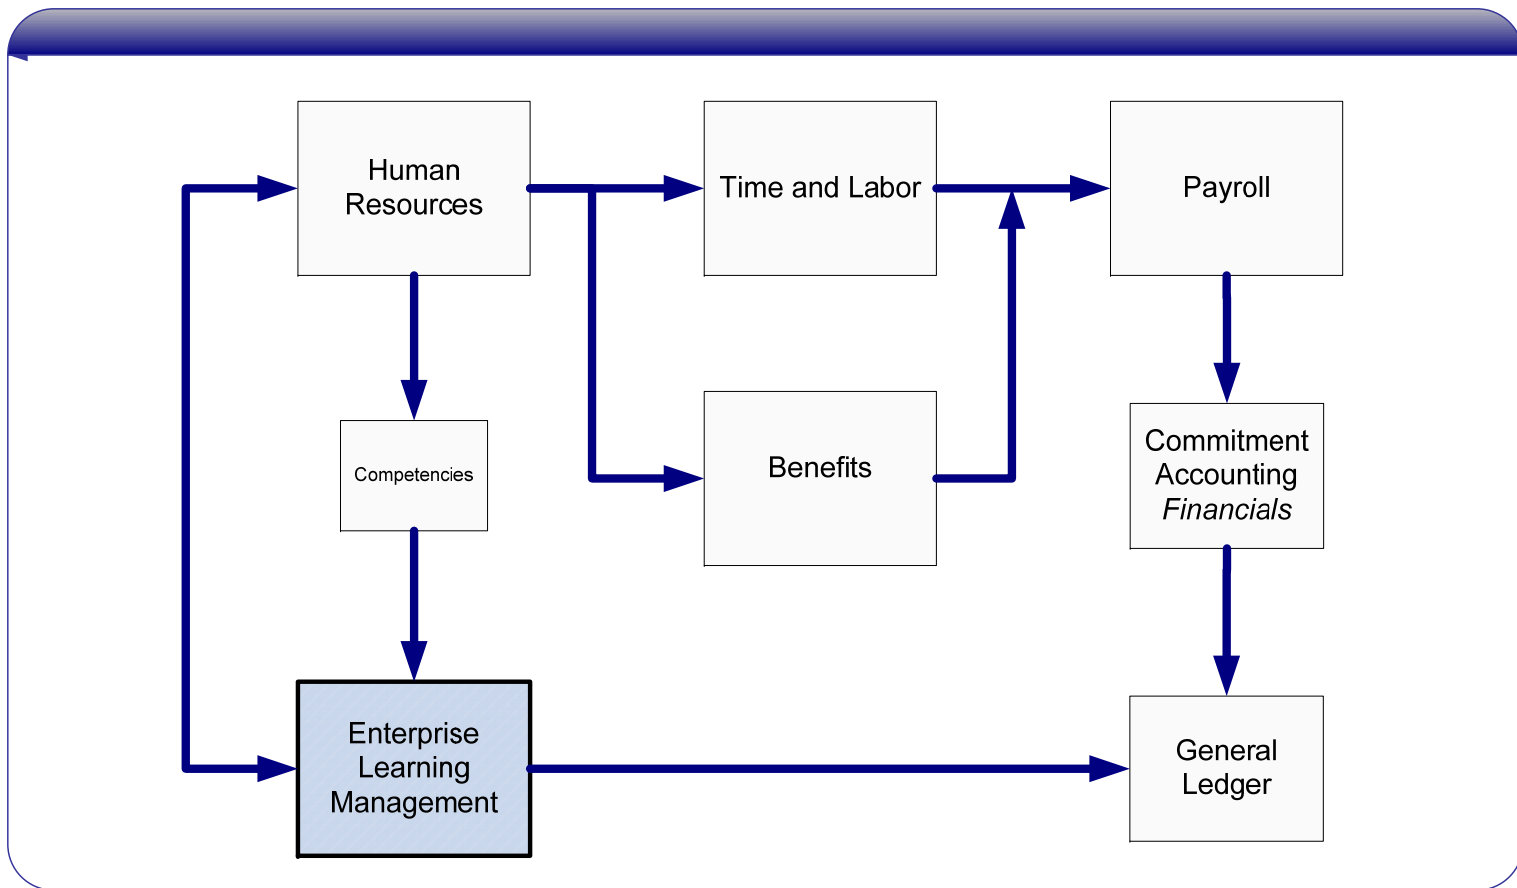 Human
Resources
Time and Labor
Payroll
Competencies
Benefits
Commitment
Accounting
Financials
Enterprise
Learning
Management
General
Ledger